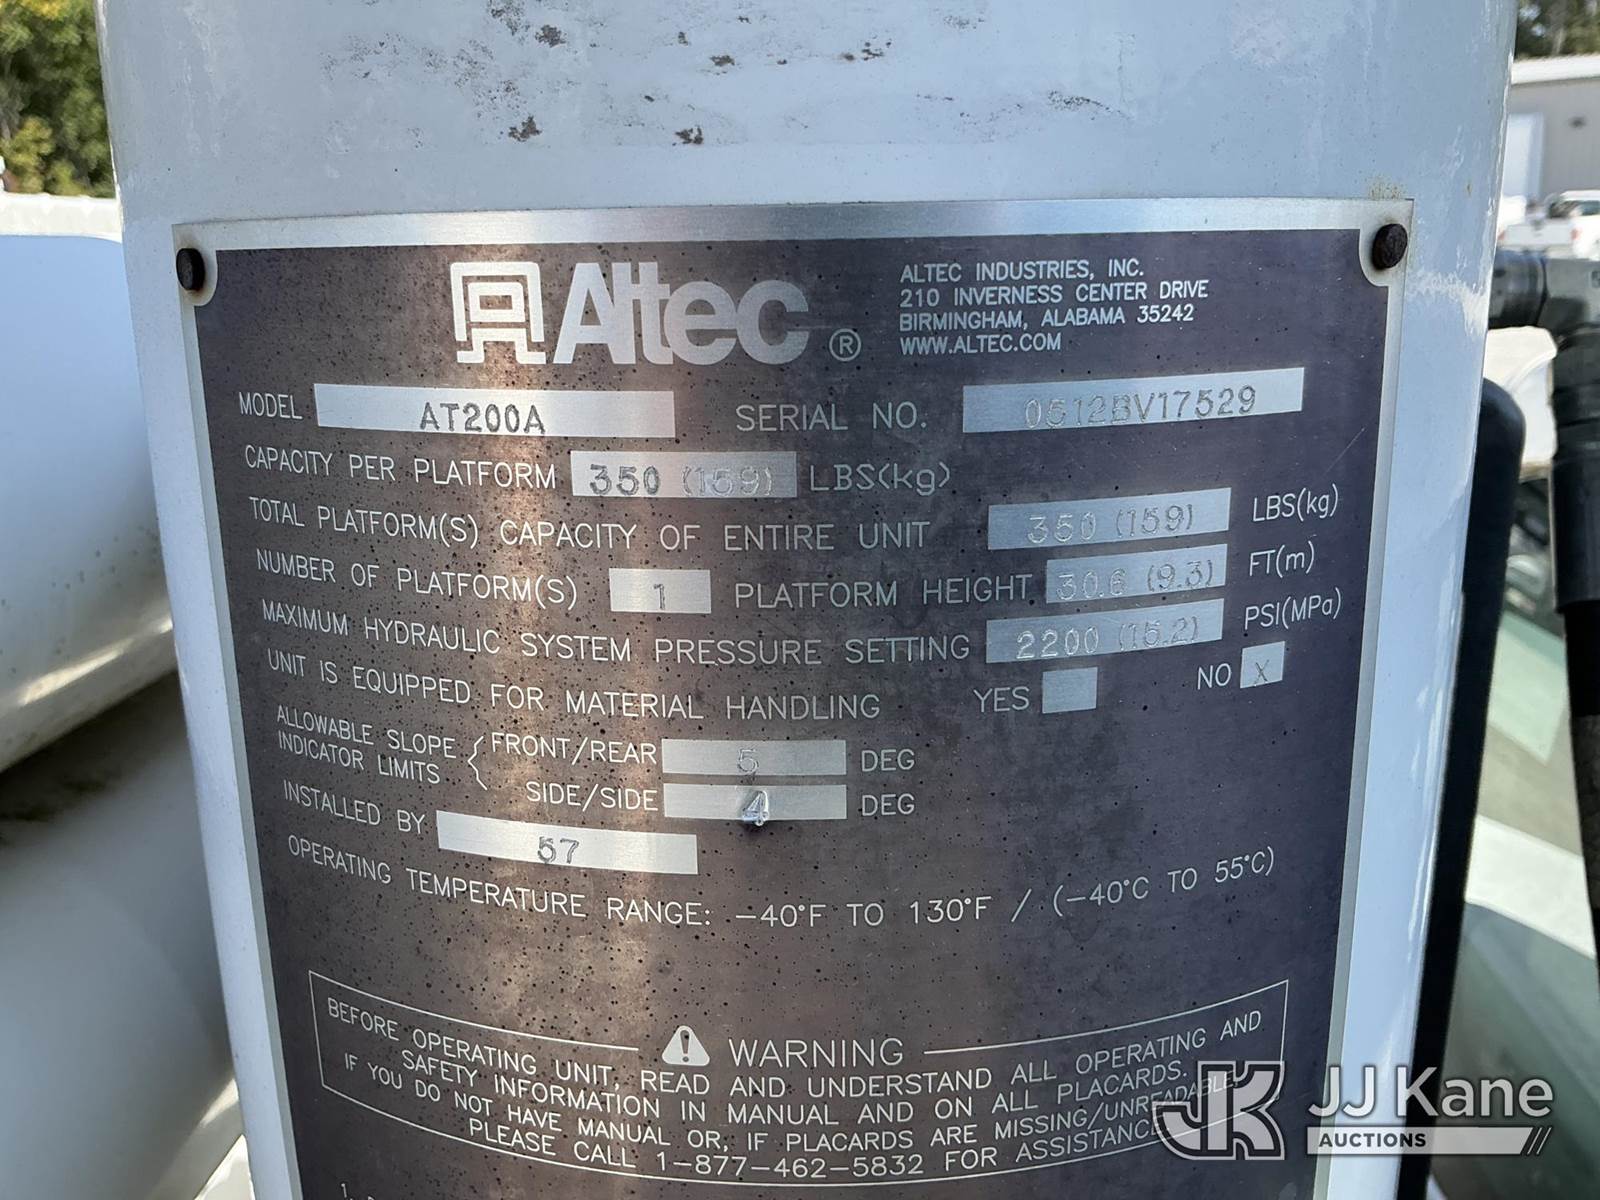 Altec ®
ALTEC INDUSTRIES, INC.
210 INVERNESS CENTER DRIVE
BIRMINGHAM, ALABAMA 35242
WWW.ALTEC.COM
MODEL AT200A SERIAL NO. 0512BV17529
CAPACITY PER PLATFORM 350 (159) LBS(kg)
TOTAL PLATFORM(S) CAPACITY OF ENTIRE UNIT 350 (159) LBS(kg)
NUMBER OF PLATFORM(S) 1 PLATFORM HEIGHT 30.6 (9.3) FT(m)
MAXIMUM HYDRAULIC SYSTEM PRESSURE SETTING 2200 (15.2) PSI(MPa)
UNIT IS EQUIPPED FOR MATERIAL HANDLING YES NO X
ALLOWABLE SLOPE INDICATOR LIMITS { FRONT/REAR 5 DEG
SIDE/SIDE 4 DEG
INSTALLED BY 57
OPERATING TEMPERATURE RANGE: -40°F TO 130°F / (-40°C TO 55°C)
WARNING
BEFORE OPERATING UNIT, READ AND UNDERSTAND ALL OPERATING AND
SAFETY INFORMATION IN MANUAL AND ON ALL PLACARDS.
IF YOU DO NOT HAVE MANUAL OR, IF PLACARDS ARE MISSING/UNREADABLE,
PLEASE CALL 1-877-462-5832 FOR ASSISTANCE.
JK JJ Kane
AUCTIONS